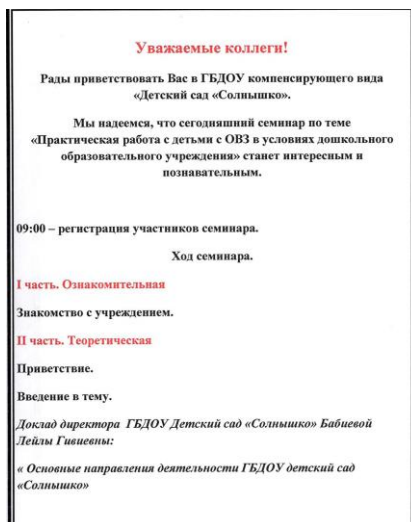 Уважаемые коллеги!
Рады приветствовать Вас в ГБДОУ компенсирующего вида
«Детский сад «Солнышко».
Мы надеемся, что сегодняшний семинар по теме
«Практическая работа с детьми с ОВЗ в условиях дошкольного
образовательного учреждения» станет интересным и
познавательным.
09:00 – регистрация участников семинара.
Ход семинара.
I часть. Ознакомительная
Знакомство с учреждением.
II часть. Теоретическая
Приветствие.
Введение в тему.
Доклад директора ГБДОУ Детский сад «Солнышко» Бабиевой
Лейлы Гивиевны:
« Основные направления деятельности ГБДОУ детский сад
«Солнышко»